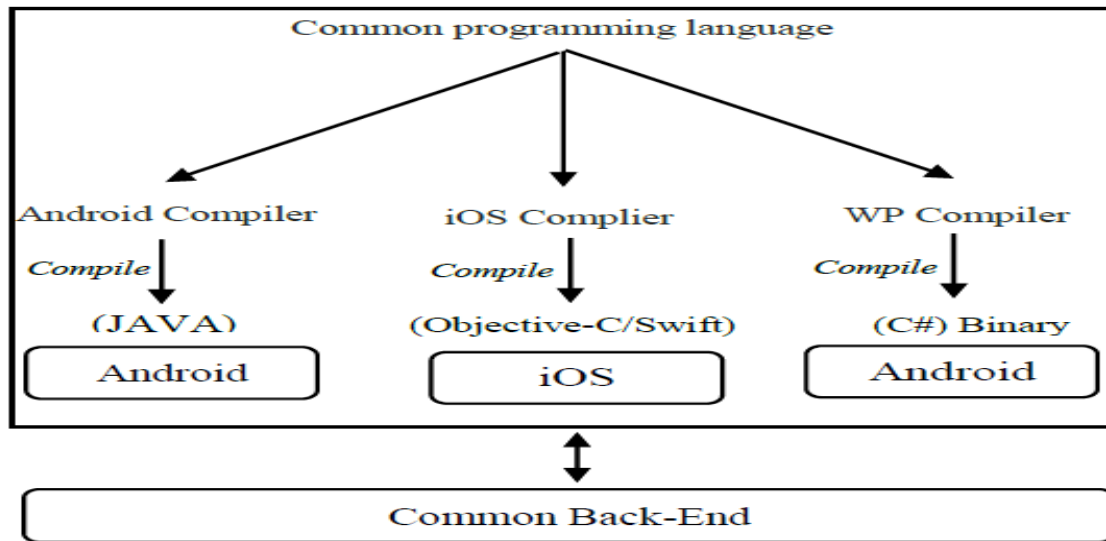 Common programming language
Android Compiler
iOS Complier
WP Compiler
Compile
Compile
Compile
(JAVA)
(Objective-C/Swift)
(C#) Binary
Android
iOS
Android
Common Back-End